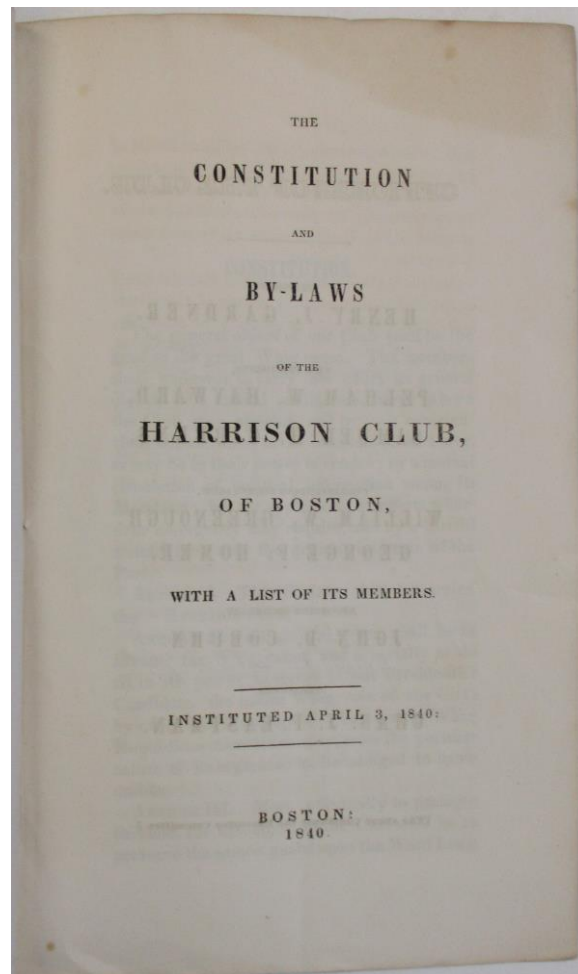 THE
CONSTITUTION
AND
BY-LAWS
OF THE
HARRISON CLUB,
OF BOSTON,
WITH A LIST OF ITS MEMBERS.
INSTITUTED APRIL 3, 1840:
BOSTON:
1840.